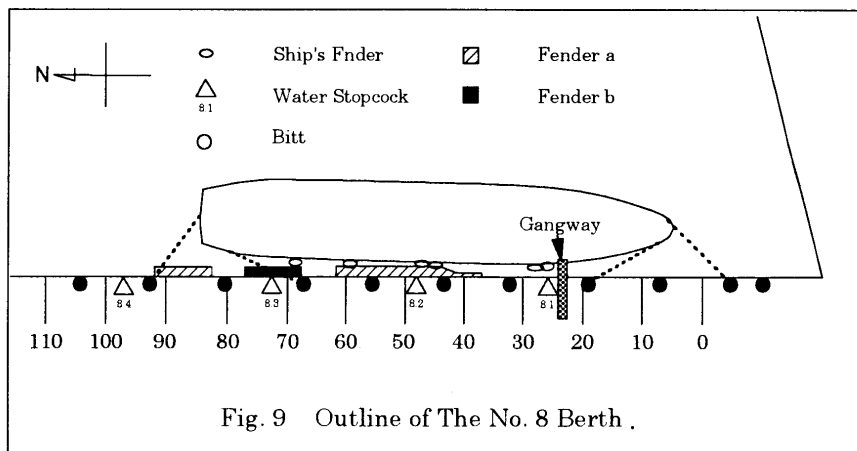 Ship's Fnder
Fender a
N
Water Stopcock
Fender b
81
Bitt
Gangway
84
83
82
81
110 100 90 80 70 60 50 40 30 20 10 0
Fig. 9 Outline of The No. 8 Berth .